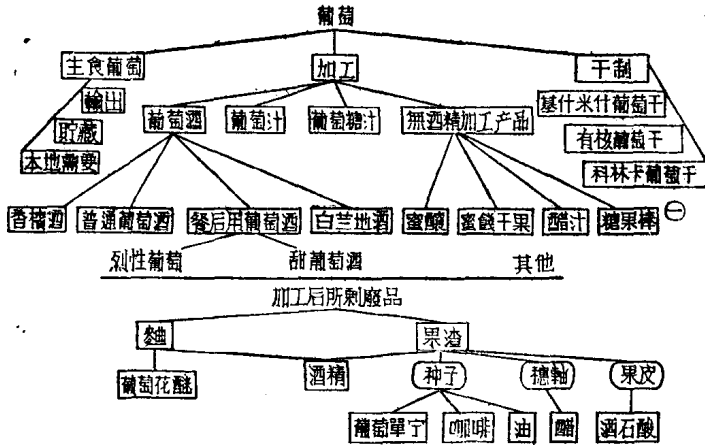 葡萄
主食葡萄 加工 干制
輸出
貯藏
本地需要
葡萄酒 葡萄汁 葡萄糖汁 無酒精加工产品
基什米什葡萄干
有核葡萄干
科林卡葡萄干
香檳酒 普通葡萄酒 餐后用葡萄酒 白兰地酒 蜜釀 蜜餞干果 醋汁 糖果棒 ㊀
烈性葡萄 甜葡萄酒 其他
加工后所剩廢品
果渣
葡萄花醚 酒精 种子 穗軸 果皮
葡萄單宁 咖啡 油 醋 酒石酸